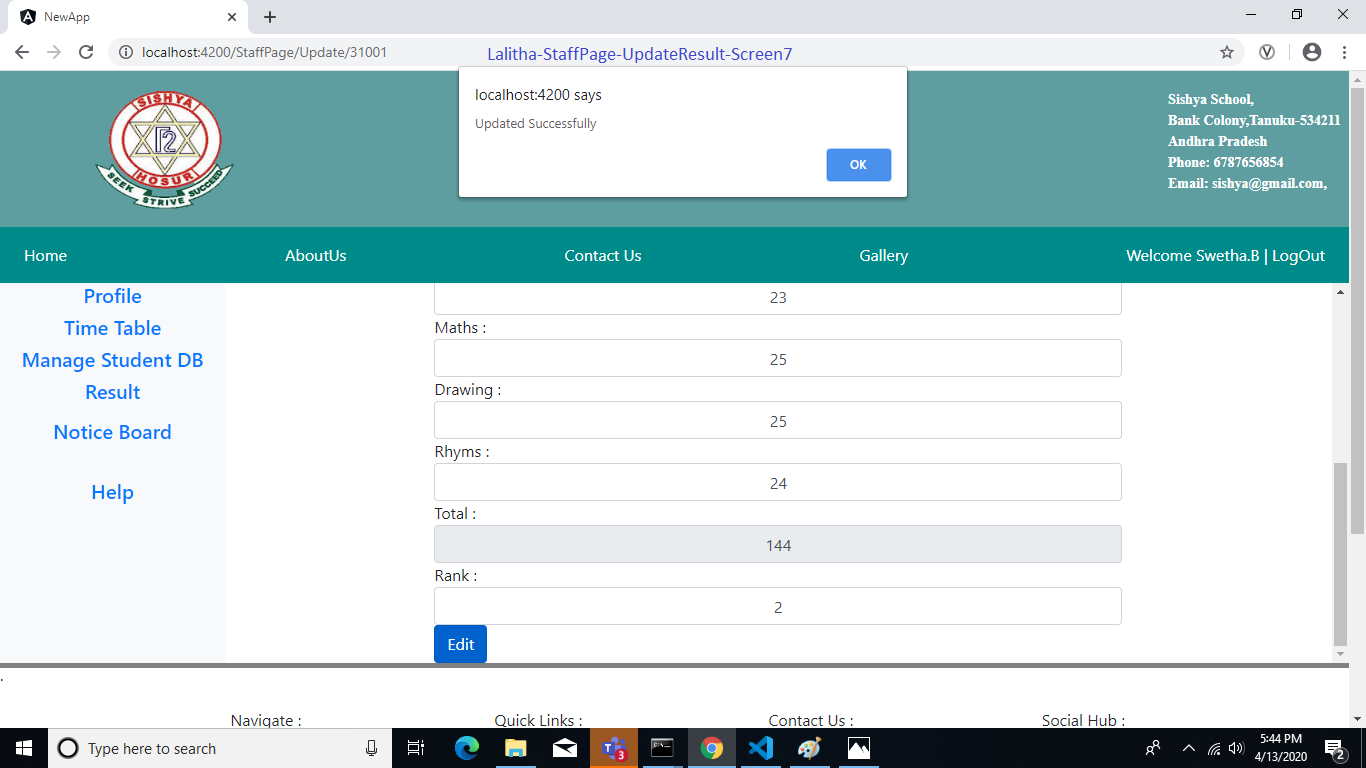 NewApp
localhost:4200/StaffPage/Update/31001
Lalitha-StaffPage-UpdateResult-Screen7
localhost:4200 says
Updated Successfully
OK
SISHYA
HOSUR
SEEK STRIVE SUCCEED
Sishya School,
Bank Colony,Tanuku-534211
Andhra Pradesh
Phone: 6787656854
Email: sishya@gmail.com,
Home
AboutUs
Contact Us
Gallery
Welcome Swetha.B | LogOut
Profile
Time Table
Manage Student DB
Result
Notice Board
Help
23
Maths :
25
Drawing :
25
Rhyms :
24
Total :
144
Rank :
2
Edit
.
Navigate :
Quick Links :
Contact Us :
Social Hub :
Type here to search
3
5:44 PM
4/13/2020
2